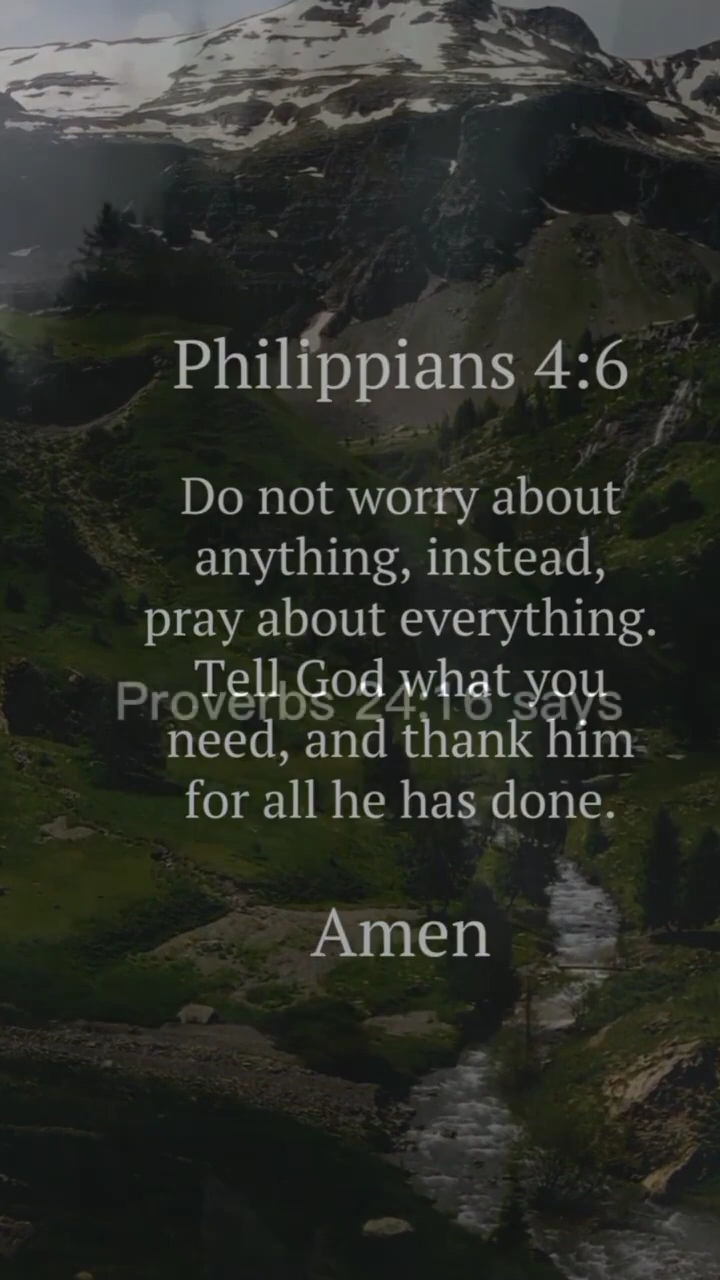 Philippians 4:6
Do not worry about
anything, instead,
pray about everything.
Tell God what you
Proverbs 24:16 says
need, and thank him
for all he has done.
Amen